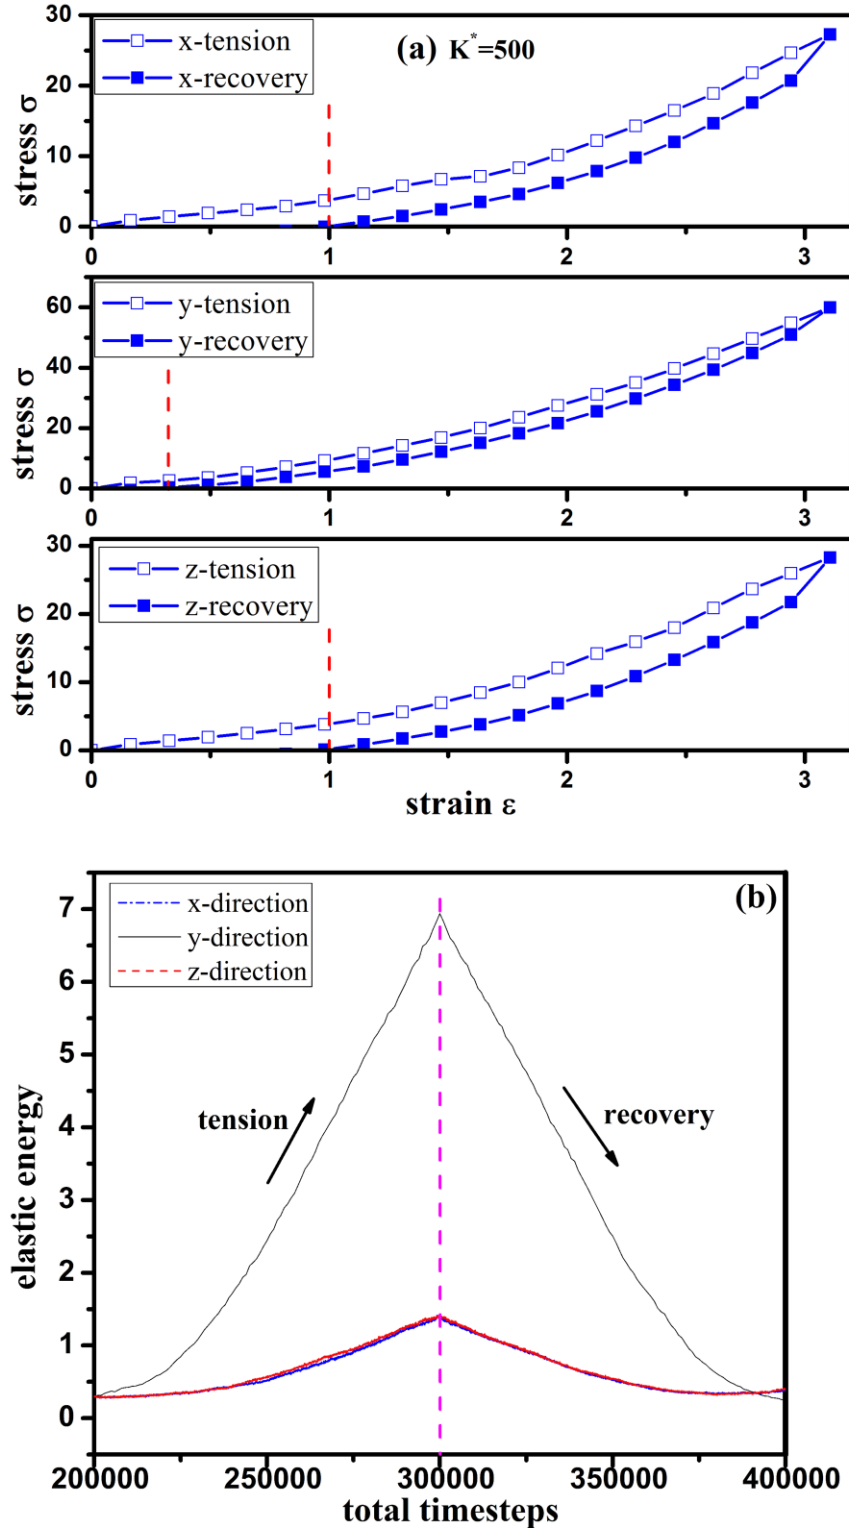 30
20
10
0
stress σ
x-tension
x-recovery
(a) K*=500
0 1 2 3
60
40
20
0
stress σ
y-tension
y-recovery
0 1 2 3
30
20
10
0
stress σ
z-tension
z-recovery
0 1 2 3
strain ε
7
6
5
4
3
2
1
0
elastic energy
x-direction
y-direction
z-direction
(b)
tension
recovery
200000 250000 300000 350000 400000
total timesteps